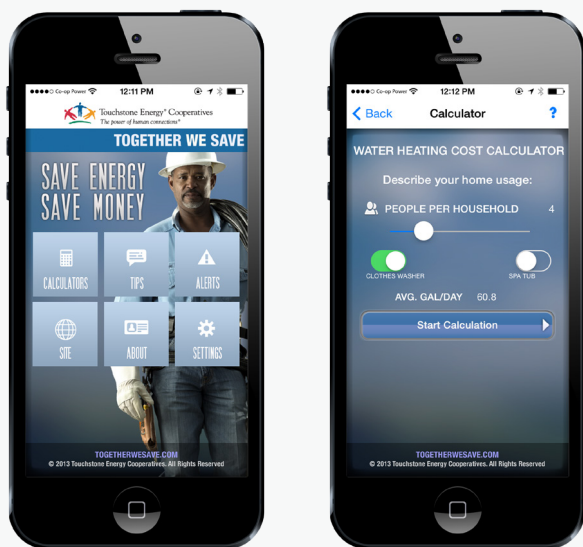 ●●●●○ Co-op Power 12:11 PM
Touchstone Energy® Cooperatives
The power of human connections®
TOGETHER WE SAVE
SAVE ENERGY
SAVE MONEY
CALCULATORS TIPS ALERTS
SITE ABOUT SETTINGS
TOGETHERWESAVE.COM
© 2013 Touchstone Energy Cooperatives. All Rights Reserved
●●●●○ Co-op Power 12:12 PM
Back Calculator ?
WATER HEATING COST CALCULATOR
Describe your home usage:
PEOPLE PER HOUSEHOLD 4
CLOTHES WASHER SPA TUB
AVG. GAL/DAY 60.8
Start Calculation
TOGETHERWESAVE.COM
© 2013 Touchstone Energy Cooperatives. All Rights Reserved